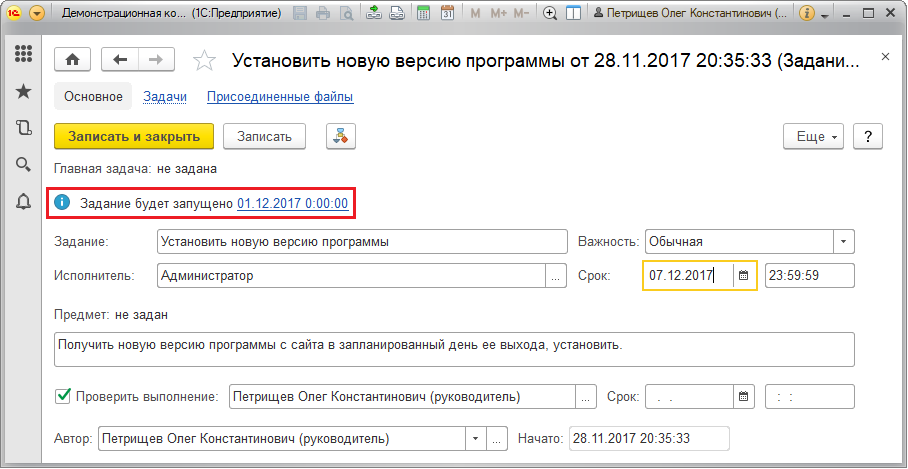 Демонстрационная ко... (1С:Предприятие) M M+ M- Петрищев Олег Константинович (... i
Установить новую версию программы от 28.11.2017 20:35:33 (Задани...
Основное Задачи Присоединенные файлы
Записать и закрыть Записать Еще ?
Главная задача: не задана
Задание будет запущено 01.12.2017 0:00:00
Задание: Установить новую версию программы Важность: Обычная
Исполнитель: Администратор ... Срок: 07.12.2017 23:59:59
Предмет: не задан
Получить новую версию программы с сайта в запланированный день ее выхода, установить.
Проверить выполнение: Петрищев Олег Константинович (руководитель) ... Срок: . . : :
Автор: Петрищев Олег Константинович (руководитель) ... Начато: 28.11.2017 20:35:33